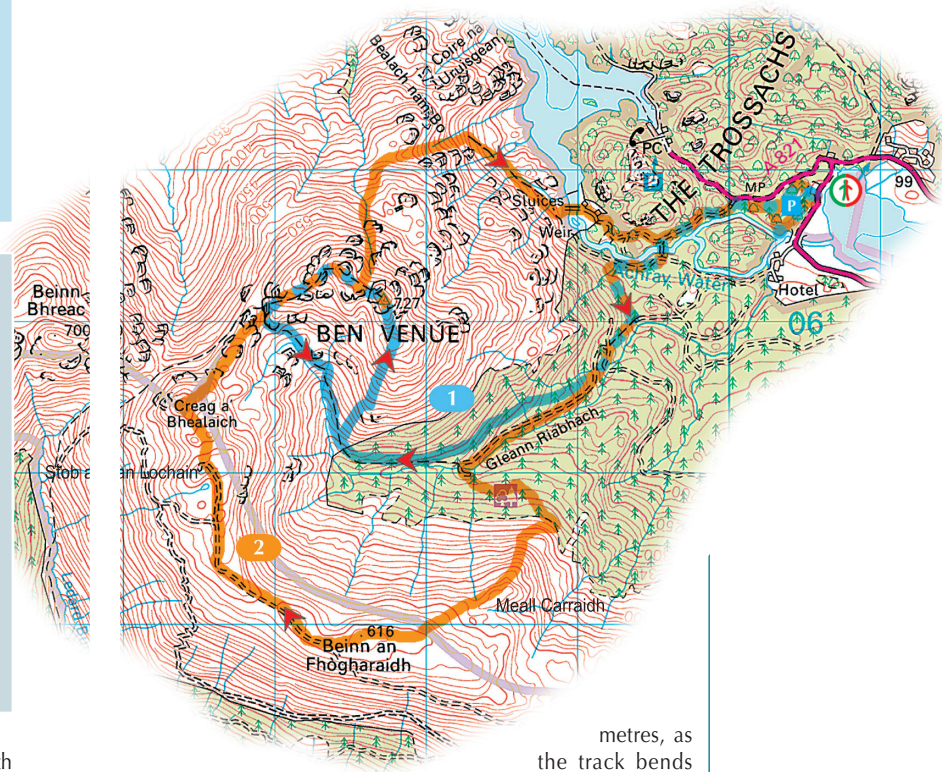 Coire na
Uruisgean
Bealach nam Bo
THE TROSSACHS
A 821
PC
P
MP
P
99
Sluices
Weir
Achray Water
Hotel
06
Beinn
Bhreac
700
727
BEN VENUE
1
Creag a'
Bhealaich
Gleann Riabhach
2
Meall Carraidh
616
Beinn an
Fhògharaidh
metres, as
the track bends